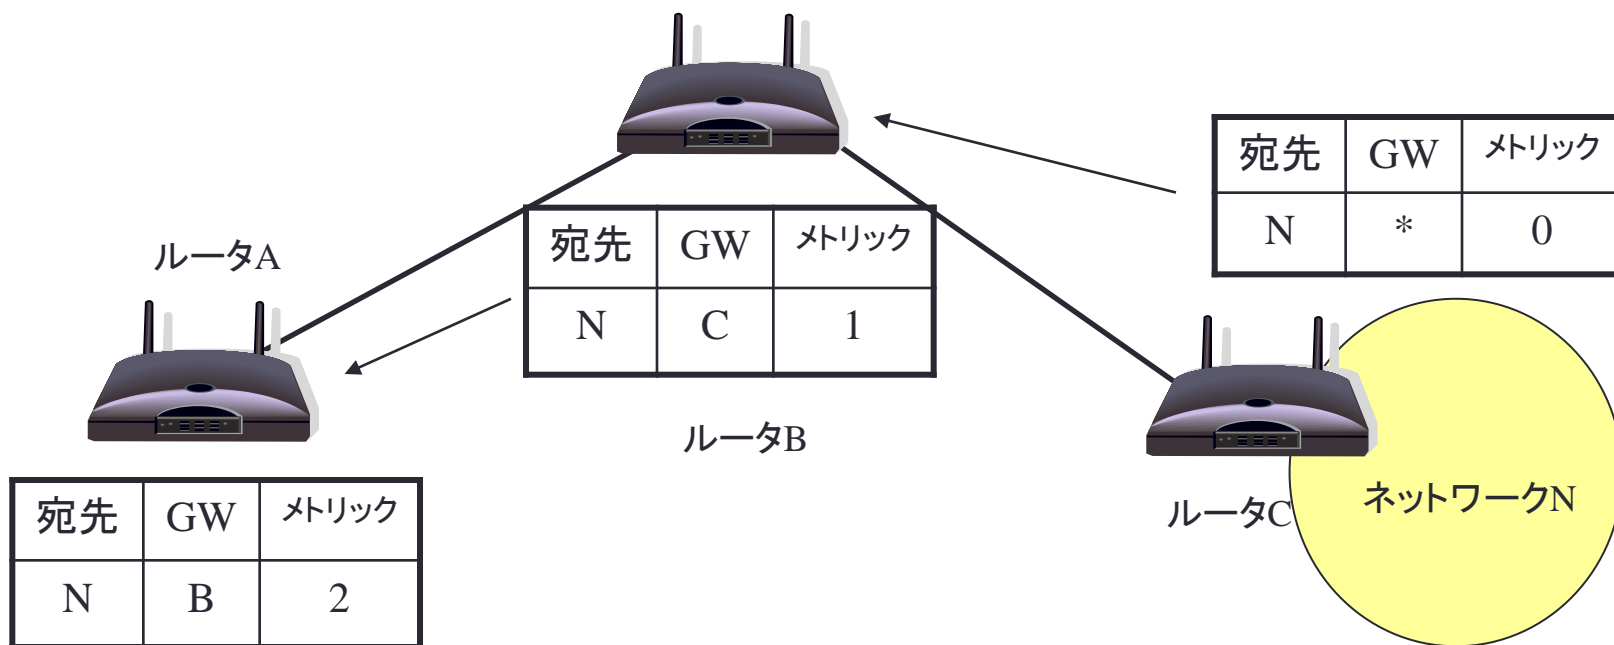 宛先 GW メトリック
N * 0
ルータA
宛先 GW メトリック
N C 1
ルータB
宛先 GW メトリック
N B 2
ルータC
ネットワークN